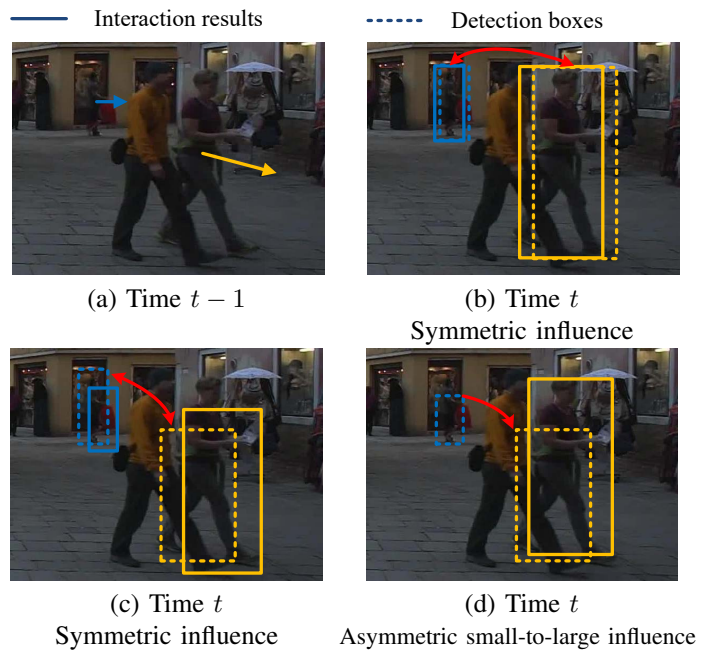 Interaction results
Detection boxes
(a) Time t − 1
(b) Time t
Symmetric influence
(c) Time t
Symmetric influence
(d) Time t
Asymmetric small-to-large influence